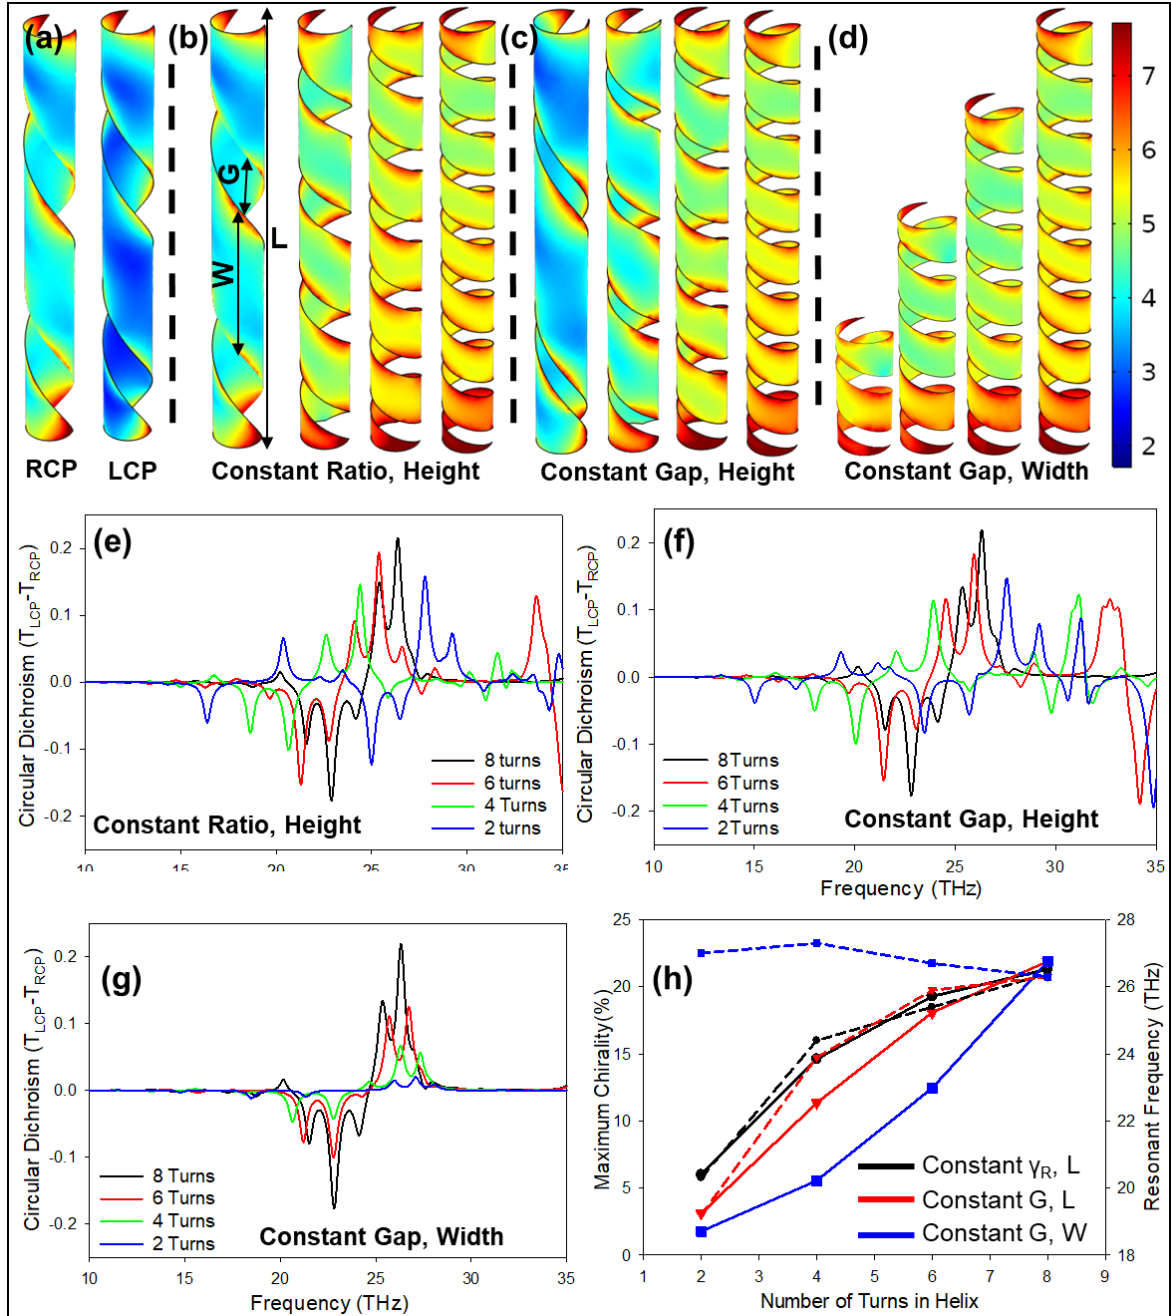 (a)
(b)
(c)
(d)
G
W
L
7
6
5
4
3
2
RCP
LCP
Constant Ratio, Height
Constant Gap, Height
Constant Gap, Width
(e)
Circular Dichroism (T_LCP-T_RCP)
0.2
0.1
0.0
-0.1
-0.2
8 turns
6 turns
4 Turns
2 turns
Constant Ratio, Height
10 15 20 25 30 35
(f)
Circular Dichroism (T_LCP-T_RCP)
0.2
0.1
0.0
-0.1
-0.2
8Turns
6Turns
4Turns
2Turns
Constant Gap, Height
10 15 20 25 30 35
Frequency (THz)
(g)
Circular Dichroism (T_LCP-T_RCP)
0.2
0.1
0.0
-0.1
-0.2
8 Turns
6 Turns
4 Turns
2 Turns
Constant Gap, Width
10 15 20 25 30 35
Frequency (THz)
(h)
Maximum Chirality(%)
25
20
15
10
5
0
Resonant Frequency (THz)
28
26
24
22
20
18
Constant γR, L
Constant G, L
Constant G, W
1 2 3 4 5 6 7 8 9
Number of Turns in Helix